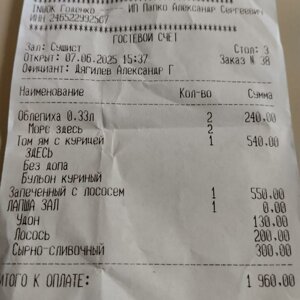 ИП Папко Александр Сергеевич
ИНН 246522992507
ГОСТЕВОЙ СЧЕТ
Зал: Сушист Стол: 3
Открыт: 07.06.2025 15:37 Заказ № 38
Официант: Дягилев Александр Г
Наименование Кол-во Сумма
Облепиха 0.33л 2 240.00
Морс здесь 2
Том ям с курицей 1 540.00
ЗДЕСЬ
Без допа
Бульон куриный
Запеченный с лососем 1 550.00
ЛАПША ЗАЛ 1 0.00
Удон 130.00
Лосось 200.00
Сырно-сливочный 300.00
ИТОГО К ОПЛАТЕ: 1 960.00